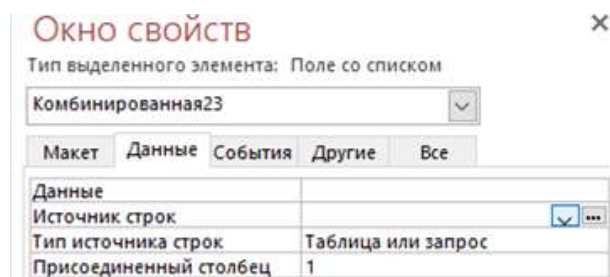 Окно свойств
Тип выделенного элемента: Поле со списком
Комбинированная23
Макет Данные События Другие Все
Данные
Источник строк
Тип источника строк Таблица или запрос
Присоединенный столбец 1